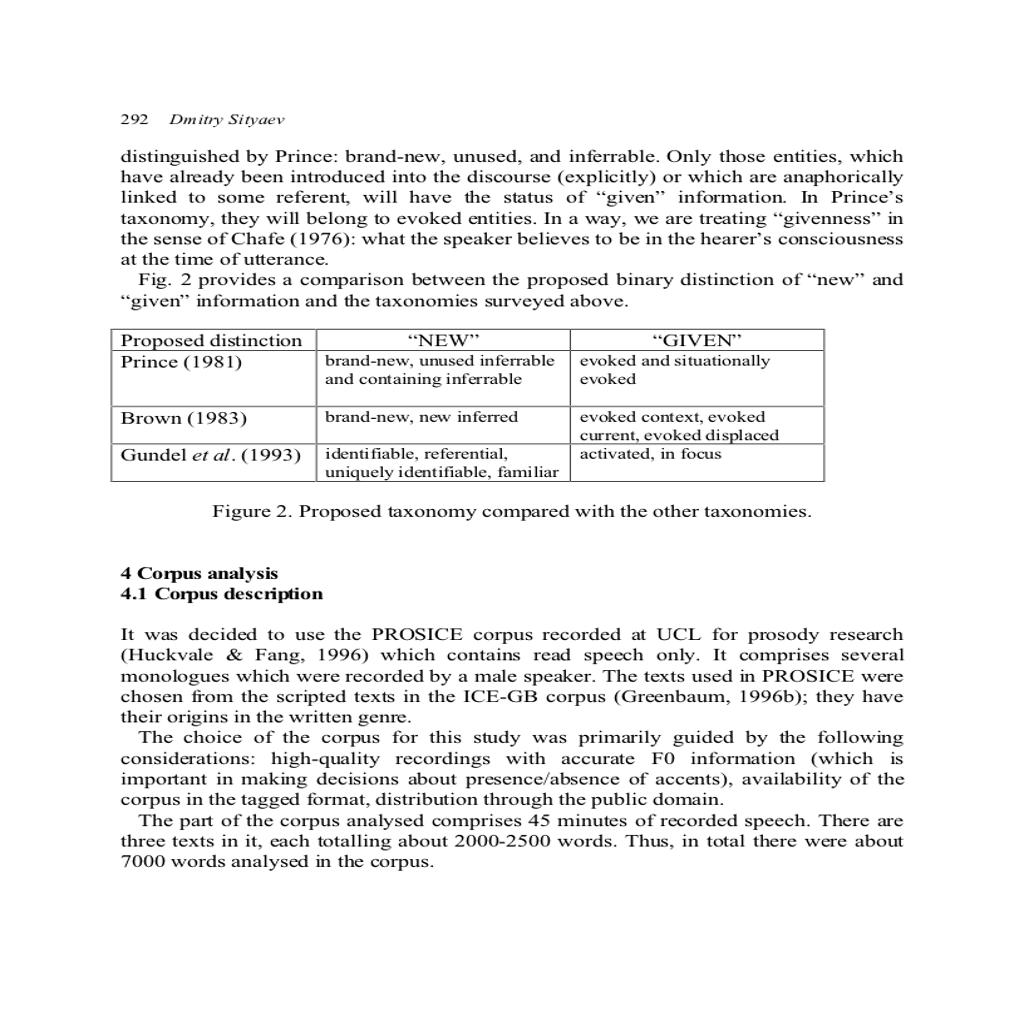 292 Dmitry Sityaev
distinguished by Prince: brand-new, unused, and inferrable. Only those entities, which
have already been introduced into the discourse (explicitly) or which are anaphorically
linked to some referent, will have the status of “given” information. In Prince’s
taxonomy, they will belong to evoked entities. In a way, we are treating “givenness” in
the sense of Chafe (1976): what the speaker believes to be in the hearer’s consciousness
at the time of utterance.
Fig. 2 provides a comparison between the proposed binary distinction of “new” and
“given” information and the taxonomies surveyed above.
Proposed distinction “NEW” “GIVEN”
Prince (1981) brand-new, unused inferrable evoked and situationally
and containing inferrable evoked
Brown (1983) brand-new, new inferred evoked context, evoked
current, evoked displaced
Gundel et al. (1993) identifiable, referential, activated, in focus
uniquely identifiable, familiar
Figure 2. Proposed taxonomy compared with the other taxonomies.
4 Corpus analysis
4.1 Corpus description
It was decided to use the PROSICE corpus recorded at UCL for prosody research
(Huckvale & Fang, 1996) which contains read speech only. It comprises several
monologues which were recorded by a male speaker. The texts used in PROSICE were
chosen from the scripted texts in the ICE-GB corpus (Greenbaum, 1996b); they have
their origins in the written genre.
The choice of the corpus for this study was primarily guided by the following
considerations: high-quality recordings with accurate F0 information (which is
important in making decisions about presence/absence of accents), availability of the
corpus in the tagged format, distribution through the public domain.
The part of the corpus analysed comprises 45 minutes of recorded speech. There are
three texts in it, each totalling about 2000-2500 words. Thus, in total there were about
7000 words analysed in the corpus.